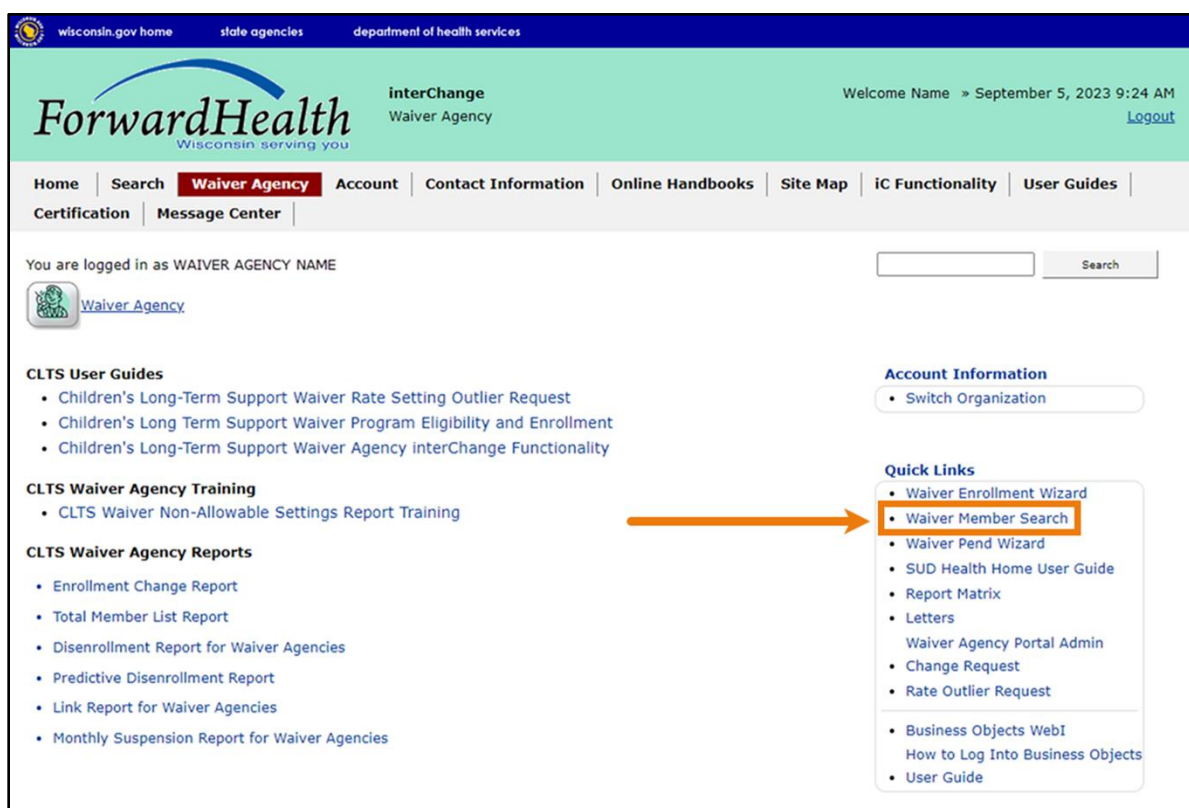 wisconsin.gov home state agencies department of health services
ForwardHealth
Wisconsin serving you
interChange
Waiver Agency
Welcome Name » September 5, 2023 9:24 AM
Logout
Home Search Waiver Agency Account Contact Information Online Handbooks Site Map iC Functionality User Guides
Certification Message Center
You are logged in as WAIVER AGENCY NAME
Search
Waiver Agency
CLTS User Guides
• Children's Long-Term Support Waiver Rate Setting Outlier Request
• Children's Long Term Support Waiver Program Eligibility and Enrollment
• Children's Long-Term Support Waiver Agency interChange Functionality
CLTS Waiver Agency Training
• CLTS Waiver Non-Allowable Settings Report Training
CLTS Waiver Agency Reports
• Enrollment Change Report
• Total Member List Report
• Disenrollment Report for Waiver Agencies
• Predictive Disenrollment Report
• Link Report for Waiver Agencies
• Monthly Suspension Report for Waiver Agencies
Account Information
• Switch Organization
Quick Links
• Waiver Enrollment Wizard
• Waiver Member Search
• Waiver Pend Wizard
• SUD Health Home User Guide
• Report Matrix
• Letters
Waiver Agency Portal Admin
• Change Request
• Rate Outlier Request
• Business Objects WebI
How to Log Into Business Objects
• User Guide